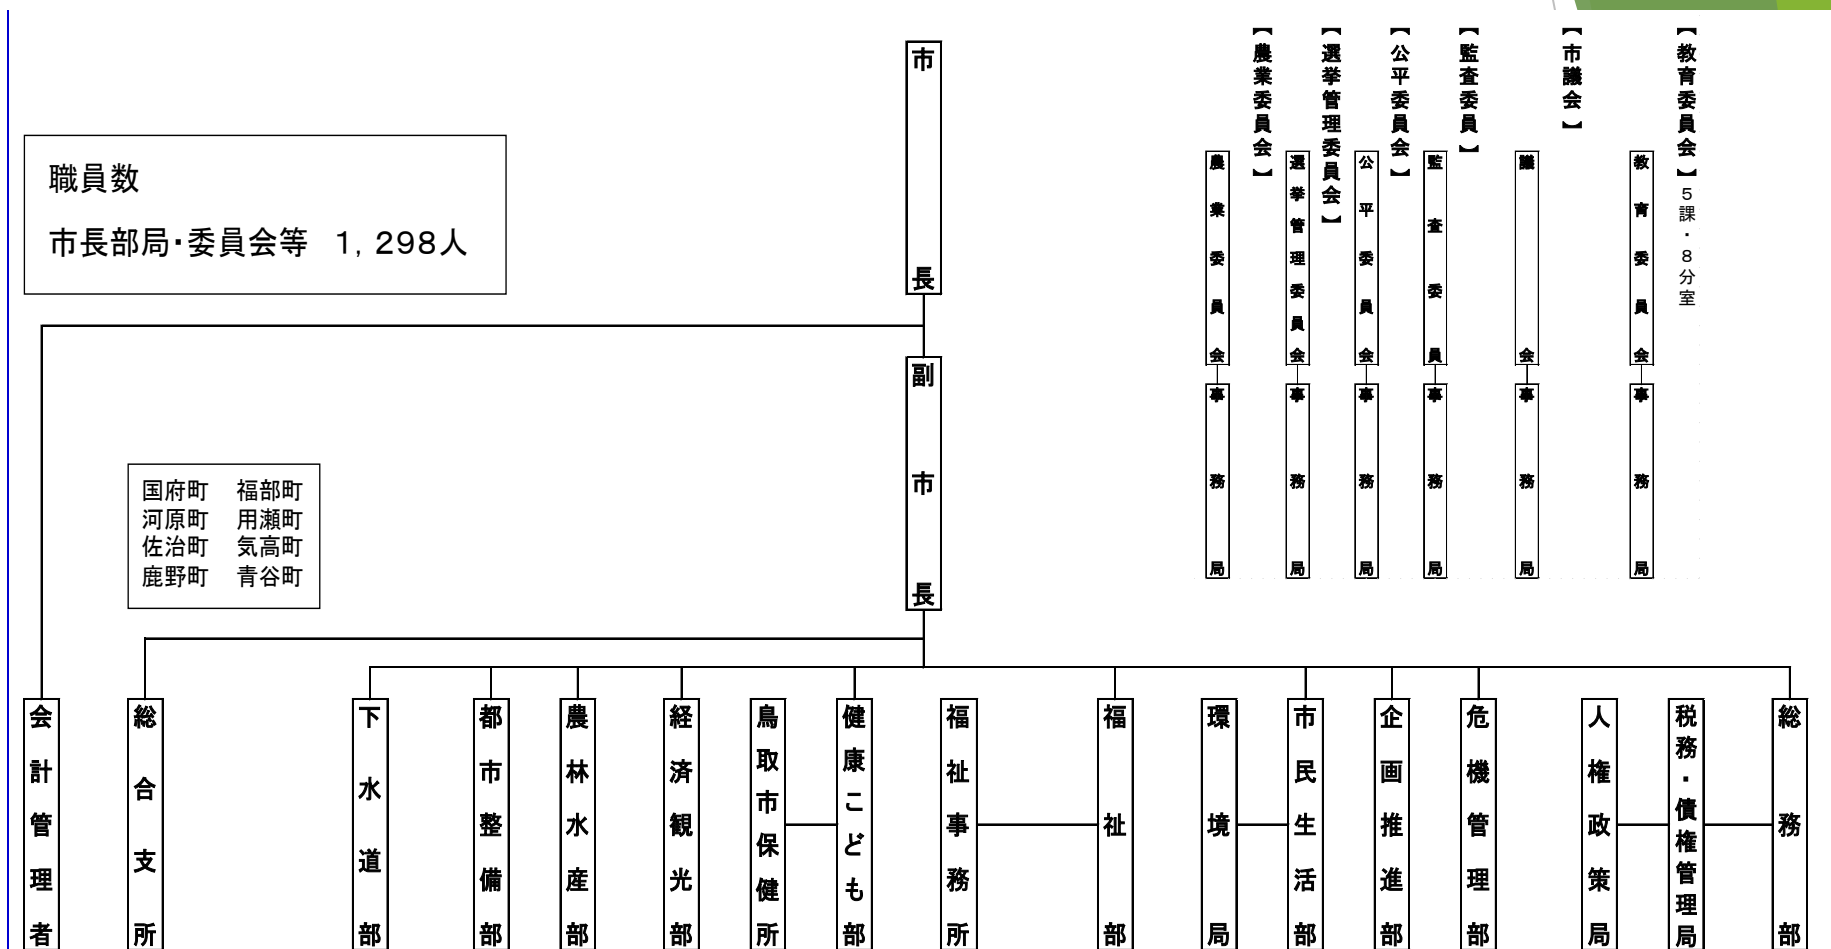 【教育委員会】５課・８分室
【市議会】
【監査委員】
【公平委員会】
【選挙管理委員会】
【農業委員会】
教育委員会
事務局
議会
事務局
監査委員
事務局
公平委員会
事務局
選挙管理委員会
事務局
農業委員会
事務局
市長
副市長
職員数
市長部局・委員会等　１，２９８人
国府町　福部町
河原町　用瀬町
佐治町　気高町
鹿野町　青谷町
総務部
税務・債権管理局
人権政策局
危機管理部
企画推進部
市民生活部
環境局
福祉部
福祉事務所
健康こども部
鳥取市保健所
経済観光部
農林水産部
都市整備部
下水道部
総合支所
会計管理者